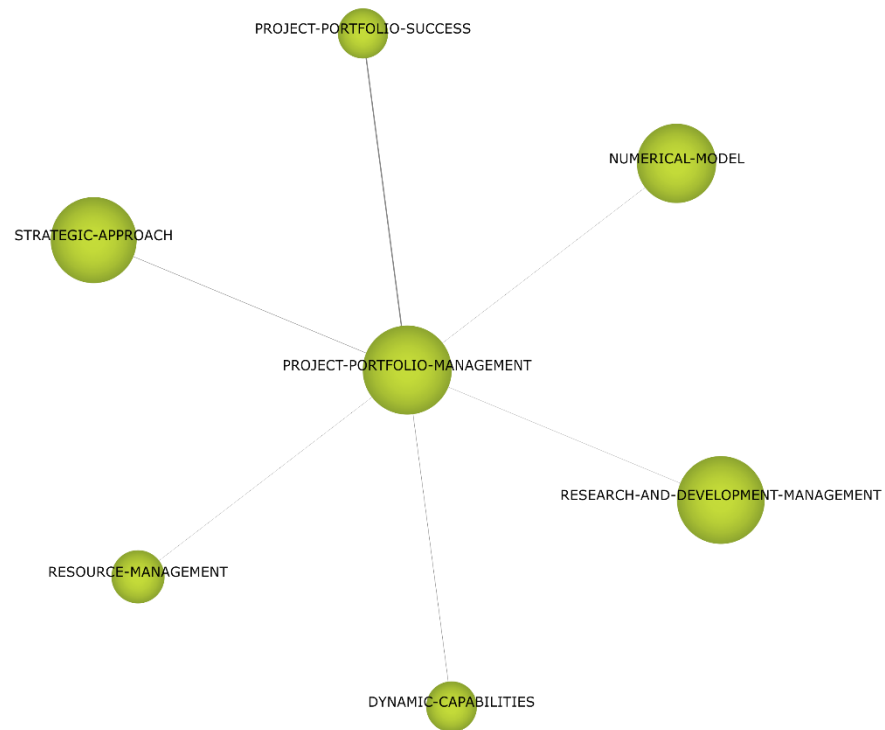 PROJECT-PORTFOLIO-SUCCESS
NUMERICAL-MODEL
STRATEGIC-APPROACH
PROJECT-PORTFOLIO-MANAGEMENT
RESEARCH-AND-DEVELOPMENT-MANAGEMENT
RESOURCE-MANAGEMENT
DYNAMIC-CAPABILITIES